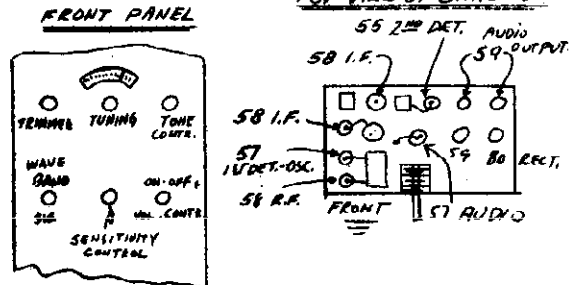 FRONT PANEL
TRIMMER
TUNING
TONE
CONTR.
WAVE
BAND
ON-OFF &
VOL. CONTR.
SENSITIVITY
CONTROL
55 2ND DET.
AUDIO
OUTPUT.
59
58 I.F.
58 I.F.
57
1ST DET.-OSC.
58 R.F.
FRONT
59
80
RECT.
57 AUDIO